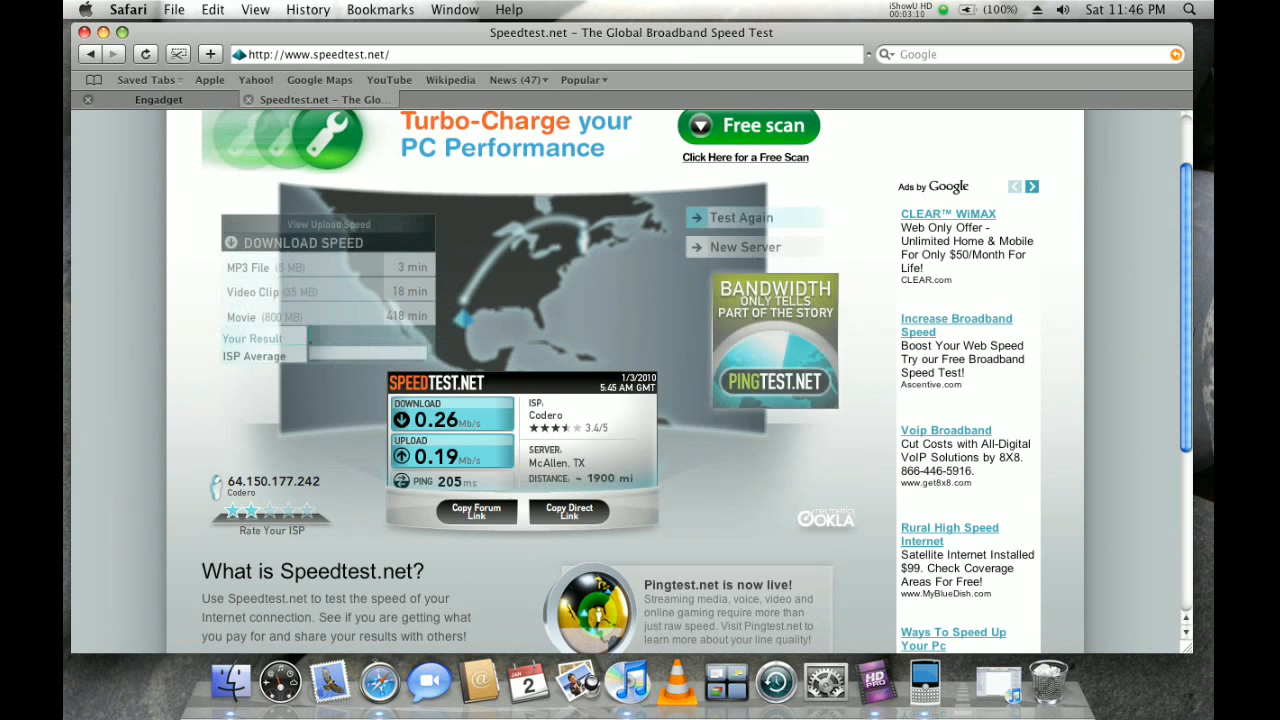 Safari File Edit View History Bookmarks Window Help
iShowU HD
00:03:10
(100%)
Sat 11:46 PM
Speedtest.net – The Global Broadband Speed Test
http://www.speedtest.net/
Google
Saved Tabs
Apple
Yahoo!
Google Maps
YouTube
Wikipedia
News (47)
Popular
Engadget
Speedtest.net – The Glo...
Turbo-Charge your
PC Performance
Free scan
Click Here for a Free Scan
View Upload Speed
DOWNLOAD SPEED
MP3 File (5 MB) 3 min
Video Clip (35 MB) 18 min
Movie (800 MB) 418 min
Your Result
ISP Average
Test Again
New Server
BANDWIDTH
ONLY TELLS
PART OF THE STORY
PINGTEST.NET
SPEEDTEST.NET
1/3/2010
5:45 AM GMT
DOWNLOAD
0.26 Mb/s
UPLOAD
0.19 Mb/s
PING 205 ms
ISP:
Codero
3.4/5
SERVER:
McAllen, TX
DISTANCE: ~ 1900 mi
Copy Forum
Link
Copy Direct
Link
64.150.177.242
Codero
Rate Your ISP
net metrics
OOKLA
What is Speedtest.net?
Use Speedtest.net to test the speed of your
Internet connection. See if you are getting what
you pay for and share your results with others!
Pingtest.net is now live!
Streaming media, voice, video and
online gaming require more than
just raw speed. Visit Pingtest.net to
learn more about your line quality!
Ads by Google
CLEAR™ WiMAX
Web Only Offer -
Unlimited Home & Mobile
For Only $50/Month For
Life!
CLEAR.com
Increase Broadband
Speed
Boost Your Web Speed
Try our Free Broadband
Speed Test!
Ascentive.com
Voip Broadband
Cut Costs with All-Digital
VoIP Solutions by 8X8.
866-446-5916.
www.get8x8.com
Rural High Speed
Internet
Satellite Internet Installed
$99. Check Coverage
Areas For Free!
www.MyBlueDish.com
Ways To Speed Up
Your Pc
JAN
2
HD
PRO